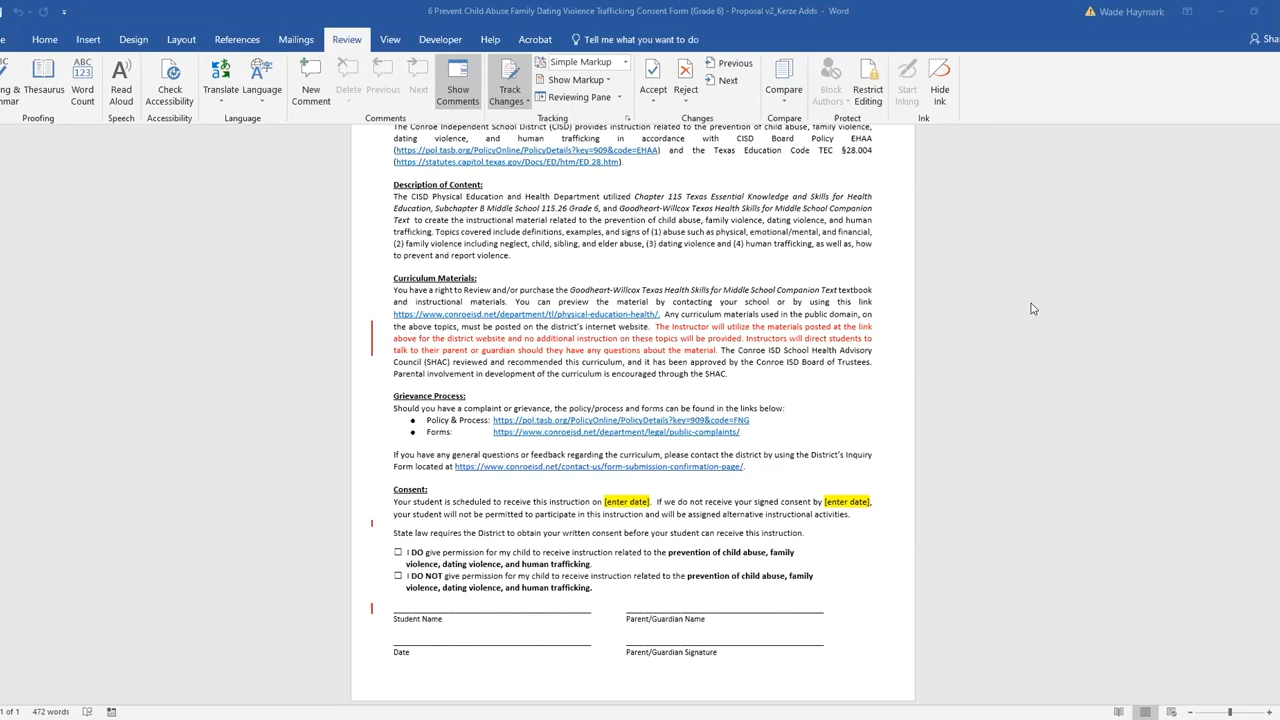 6 Prevent Child Abuse Family Dating Violence Trafficking Consent Form (Grade 6) - Proposal v2_Kerze Adds - Word
Wade Haymark
Home Insert Design Layout References Mailings Review View Developer Help Acrobat Tell me what you want to do
Thesaurus
Word Count
Proofing
Read Aloud
Speech
Check Accessibility
Accessibility
Translate
Language
Language
New Comment
Delete
Previous
Next
Show Comments
Comments
Track Changes
Simple Markup
Show Markup
Reviewing Pane
Tracking
Accept
Reject
Previous
Next
Changes
Compare
Compare
Block Authors
Restrict Editing
Protect
Start Inking
Hide Ink
Ink
The Conroe Independent School District (CISD) provides instruction related to the prevention of child abuse, family violence,
dating violence, and human trafficking in accordance with CISD Board Policy EHAA
(https://pol.tasb.org/PolicyOnline/PolicyDetails?key=909&code=EHAA) and the Texas Education Code TEC §28.004
(https://statutes.capitol.texas.gov/Docs/ED/htm/ED.28.htm).
Description of Content:
The CISD Physical Education and Health Department utilized Chapter 115 Texas Essential Knowledge and Skills for Health
Education, Subchapter B Middle School 115.26 Grade 6, and Goodheart-Willcox Texas Health Skills for Middle School Companion
Text to create the instructional material related to the prevention of child abuse, family violence, dating violence, and human
trafficking. Topics covered include definitions, examples, and signs of (1) abuse such as physical, emotional/mental, and financial,
(2) family violence including neglect, child, sibling, and elder abuse, (3) dating violence and (4) human trafficking, as well as, how
to prevent and report violence.
Curriculum Materials:
You have a right to Review and/or purchase the Goodheart-Willcox Texas Health Skills for Middle School Companion Text textbook
and instructional materials. You can preview the material by contacting your school or by using this link
https://www.conroeisd.net/department/tl/physical-education-health/. Any curriculum materials used in the public domain, on
the above topics, must be posted on the district's internet website. The Instructor will utilize the materials posted at the link
above for the district website and no additional instruction on these topics will be provided. Instructors will direct students to
talk to their parent or guardian should they have any questions about the material. The Conroe ISD School Health Advisory
Council (SHAC) reviewed and recommended this curriculum, and it has been approved by the Conroe ISD Board of Trustees.
Parental involvement in development of the curriculum is encouraged through the SHAC.
Grievance Process:
Should you have a complaint or grievance, the policy/process and forms can be found in the links below:
● Policy & Process: https://pol.tasb.org/PolicyOnline/PolicyDetails?key=909&code=FNG
● Forms: https://www.conroeisd.net/department/legal/public-complaints/
If you have any general questions or feedback regarding the curriculum, please contact the district by using the District's Inquiry
Form located at https://www.conroeisd.net/contact-us/form-submission-confirmation-page/.
Consent:
Your student is scheduled to receive this instruction on [enter date]. If we do not receive your signed consent by [enter date],
your student will not be permitted to participate in this instruction and will be assigned alternative instructional activities.
State law requires the District to obtain your written consent before your student can receive this instruction.
☐ I DO give permission for my child to receive instruction related to the prevention of child abuse, family
violence, dating violence, and human trafficking.
☐ I DO NOT give permission for my child to receive instruction related to the prevention of child abuse, family
violence, dating violence, and human trafficking.
Student Name Parent/Guardian Name
Date Parent/Guardian Signature
1 of 1 472 words